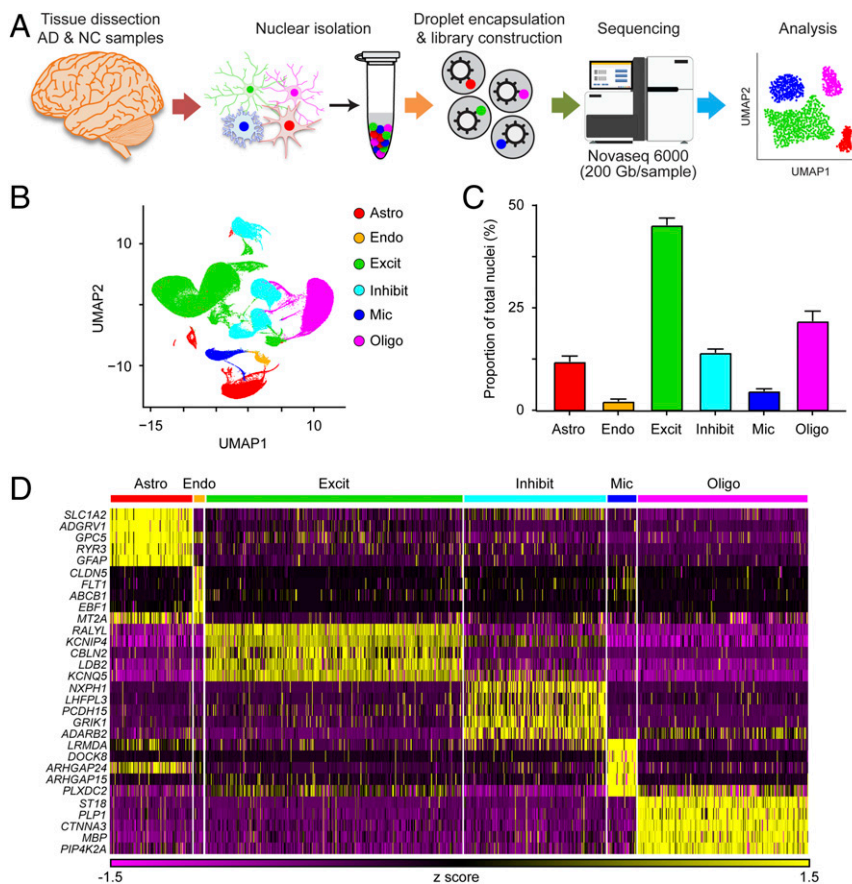 A
Tissue dissection
AD & NC samples
Nuclear isolation
Droplet encapsulation
& library construction
Sequencing
Novaseq 6000
(200 Gb/sample)
Analysis
UMAP2
UMAP1
B
UMAP2
10
−10
−15
10
UMAP1
Astro
Endo
Excit
Inhibit
Mic
Oligo
C
Proportion of total nuclei (%)
50
25
0
Astro Endo Excit Inhibit Mic Oligo
D
Astro Endo Excit Inhibit Mic Oligo
SLC1A2
ADGRV1
GPC5
RYR3
GFAP
CLDN5
FLT1
ABCB1
EBF1
MT2A
RALYL
KCNIP4
CBLN2
LDB2
KCNQ5
NXPH1
LHFPL3
PCDH15
GRIK1
ADARB2
LRMDA
DOCK8
ARHGAP24
ARHGAP15
PLXDC2
ST18
PLP1
CTNNA3
MBP
PIP4K2A
-1.5 z score 1.5